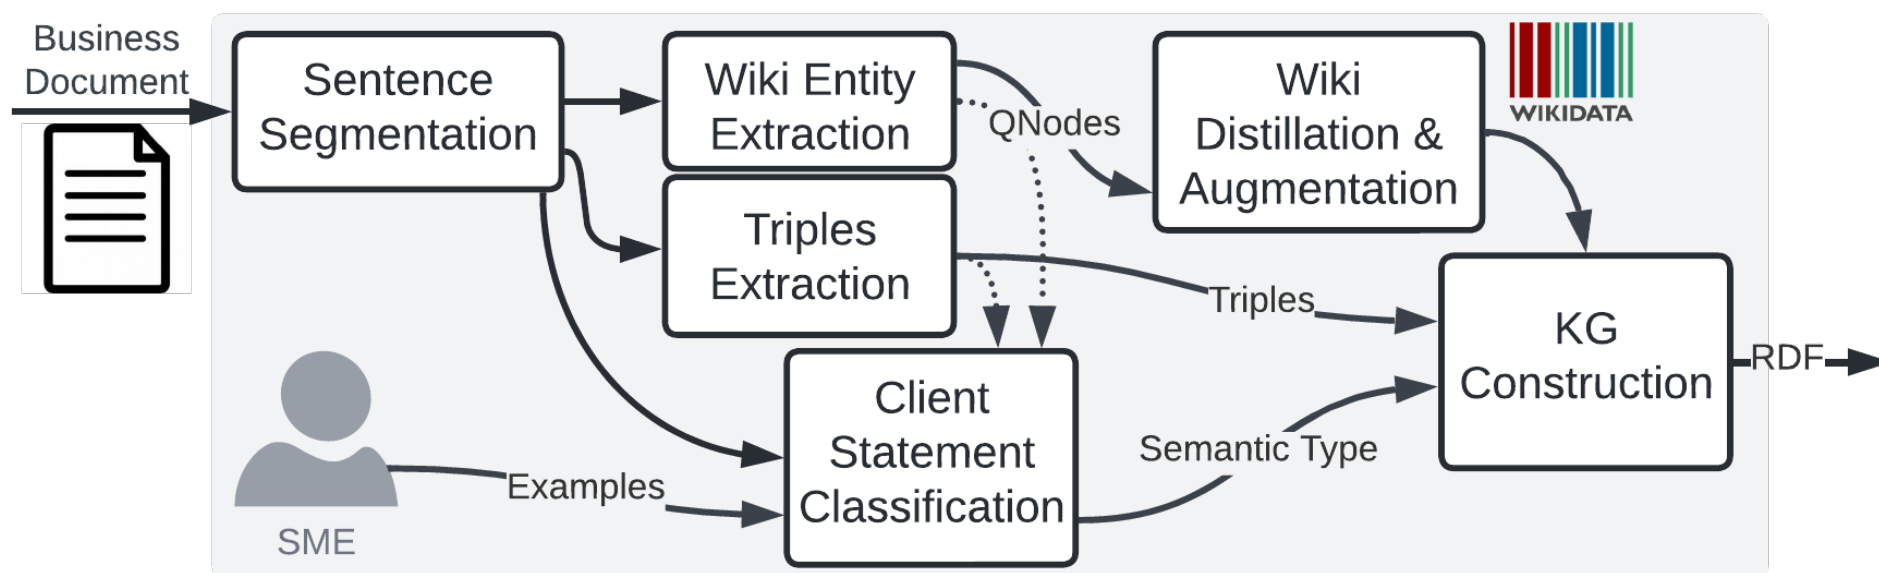 Business
Document
Sentence
Segmentation
Wiki Entity
Extraction
QNodes
Wiki
Distillation &
Augmentation
WIKIDATA
Triples
Extraction
Triples
KG
Construction
RDF
Client
Statement
Classification
Semantic Type
Examples
SME